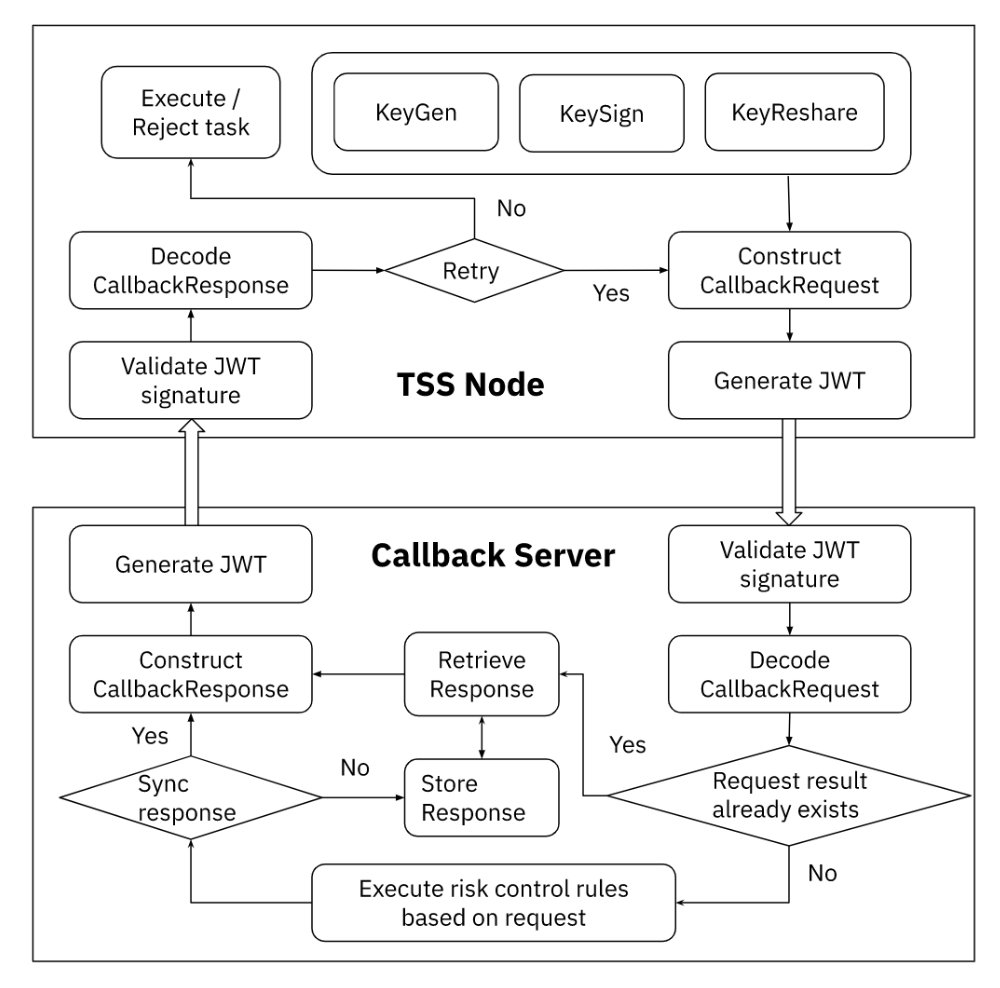 Execute /
Reject task
KeyGen
KeySign
KeyReshare
No
Decode
CallbackResponse
Retry
Yes
Construct
CallbackRequest
Validate JWT
signature
TSS Node
Generate JWT
Generate JWT
Callback Server
Validate JWT
signature
Construct
CallbackResponse
Retrieve
Response
Decode
CallbackRequest
Yes
Yes
Sync
response
No
Store
Response
Request result
already exists
No
Execute risk control rules
based on request